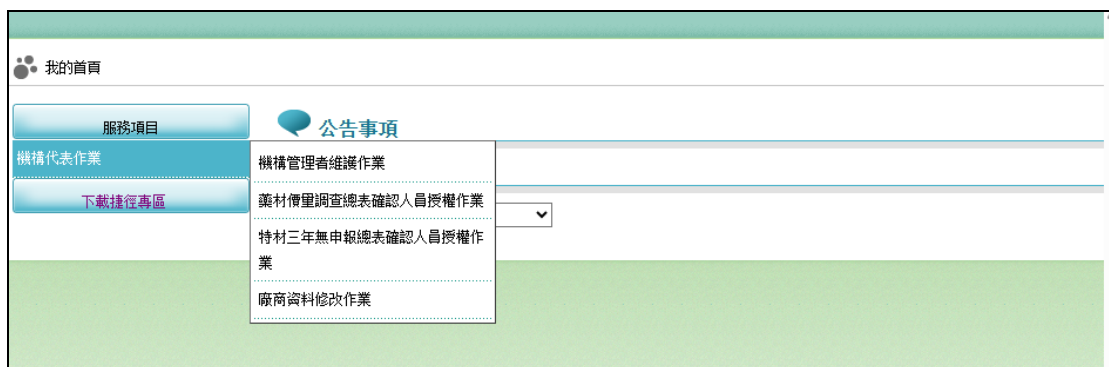 我的首頁
服務項目
公告事項
機構代表作業
機構管理者維護作業
下載捷徑專區
藥材價量調查總表確認人員授權作業
特材三年無申報總表確認人員授權作
業
廠商資料修改作業